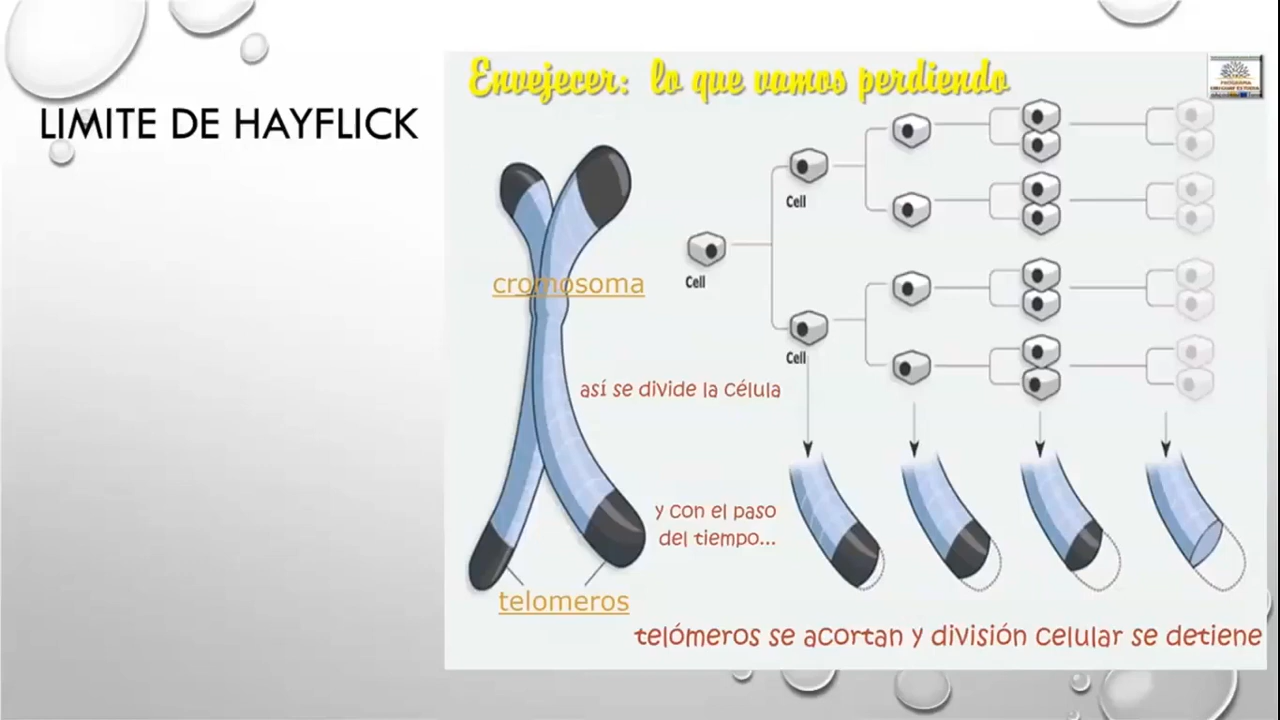 LIMITE DE HAYFLICK
Envejecer: lo que vamos perdiendo
Cell
Cell
cromosoma
Cell
así se divide la célula
y con el paso
del tiempo...
telomeros
telómeros se acortan y división celular se detiene